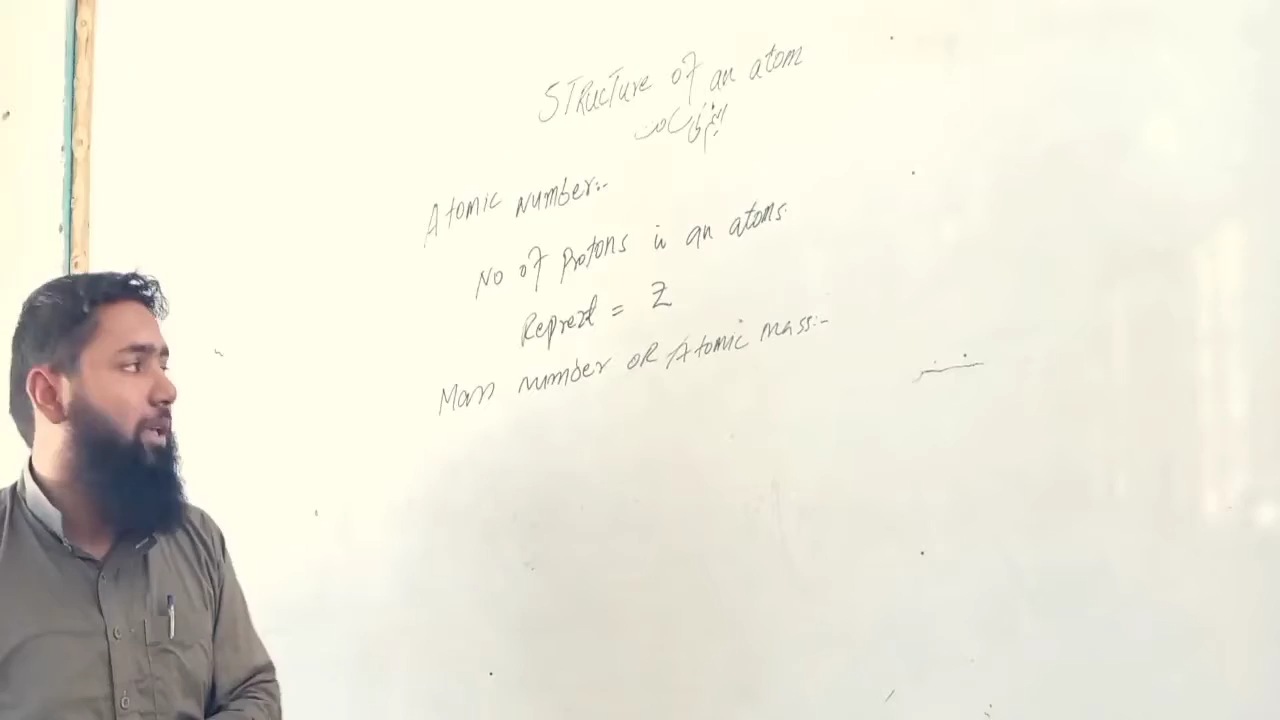 Structure of an atom
ایٹم کی ساخت
Atomic Number:-
No of Protons in an atoms.
= Z
Mass number OR Atomic mass:-